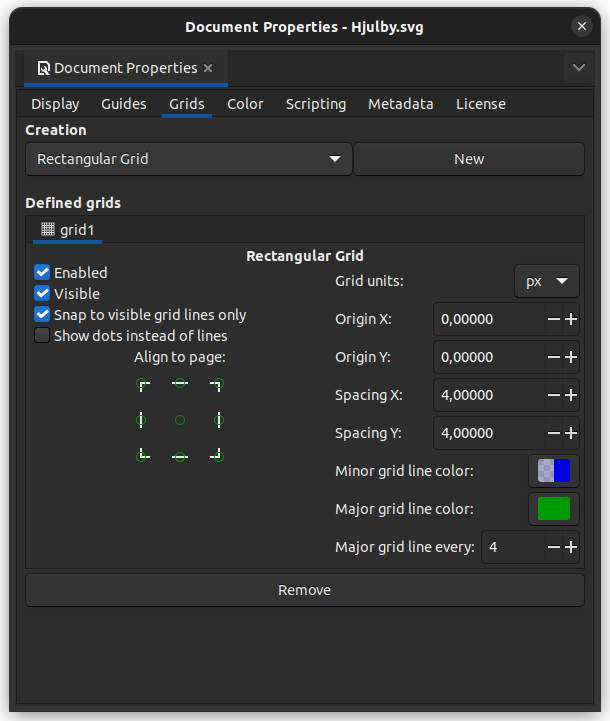 Document Properties - Hjulby.svg
Document Properties
Display Guides Grids Color Scripting Metadata License
Creation
Rectangular Grid New
Defined grids
grid1
Rectangular Grid
Enabled
Visible
Snap to visible grid lines only
Show dots instead of lines
Align to page:
Grid units: px
Origin X: 0,00000
Origin Y: 0,00000
Spacing X: 4,00000
Spacing Y: 4,00000
Minor grid line color:
Major grid line color:
Major grid line every: 4
Remove